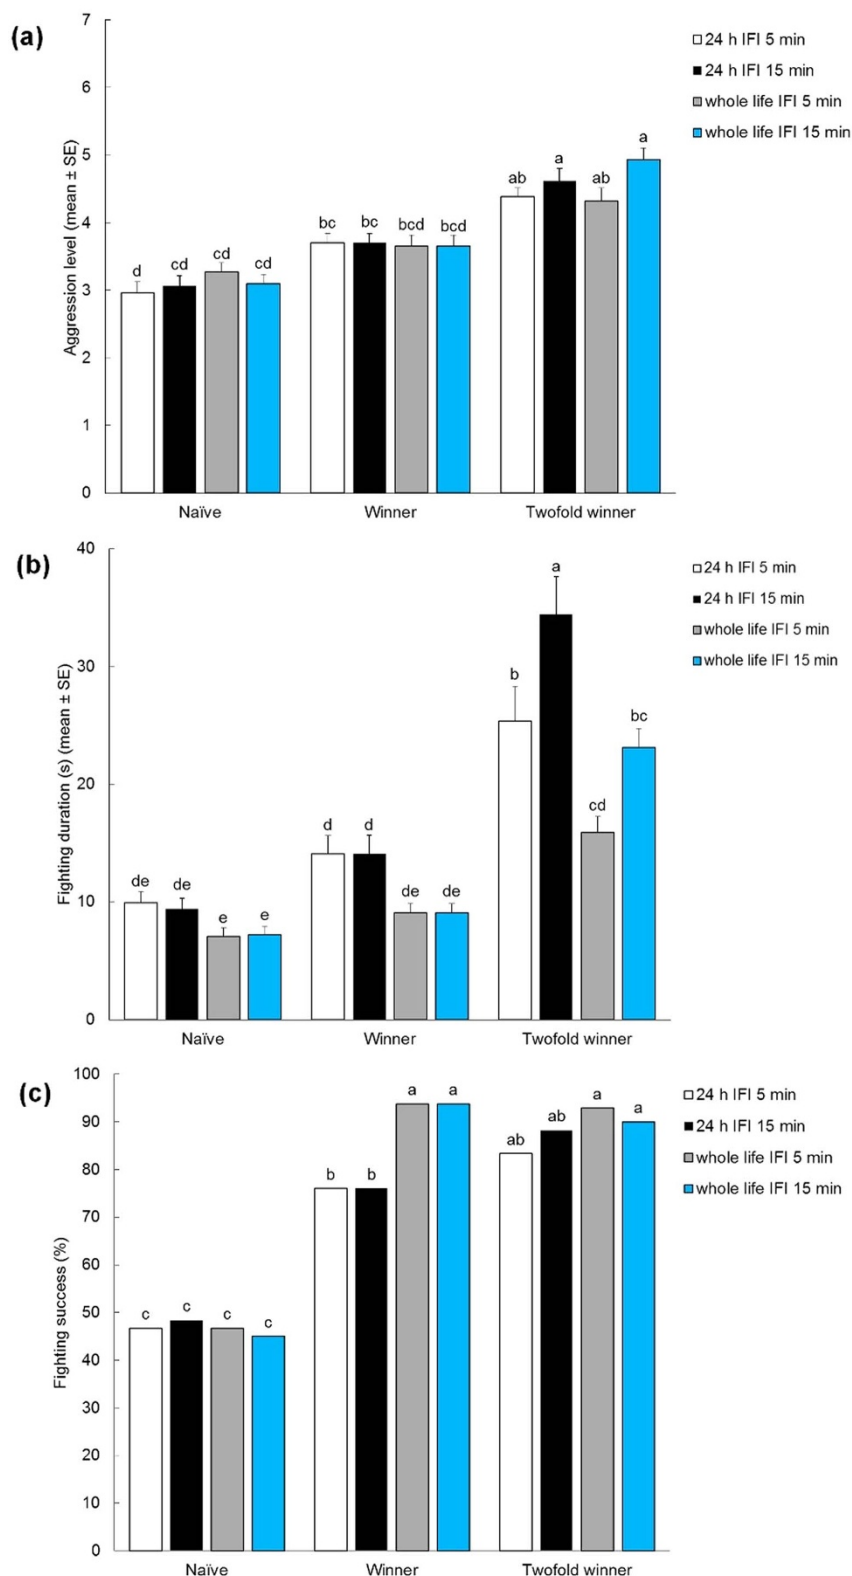 (a)
Aggression level (mean ± SE)
7
6
5
4
3
2
1
0
d cd cd cd
bc bc bcd bcd
ab a ab a
Naïve Winner Twofold winner
24 h IFI 5 min
24 h IFI 15 min
whole life IFI 5 min
whole life IFI 15 min
(b)
Fighting duration (s) (mean ± SE)
40
30
20
10
0
de de e e
d d de de
b a cd bc
Naïve Winner Twofold winner
24 h IFI 5 min
24 h IFI 15 min
whole life IFI 5 min
whole life IFI 15 min
(c)
Fighting success (%)
100
90
80
70
60
50
40
30
20
10
0
c c c c
b b a a
ab ab a a
Naïve Winner Twofold winner
24 h IFI 5 min
24 h IFI 15 min
whole life IFI 5 min
whole life IFI 15 min